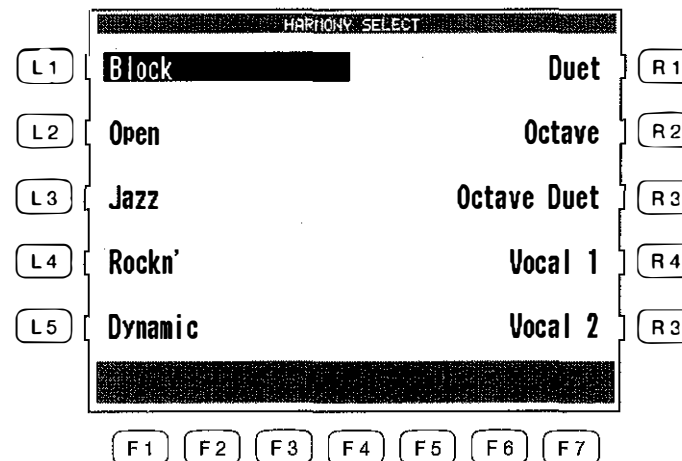 HARMONY SELECT
L1 Block Duet R1
L2 Open Octave R2
L3 Jazz Octave Duet R3
L4 Rockn' Vocal 1 R4
L5 Dynamic Vocal 2 R3
F1 F2 F3 F4 F5 F6 F7